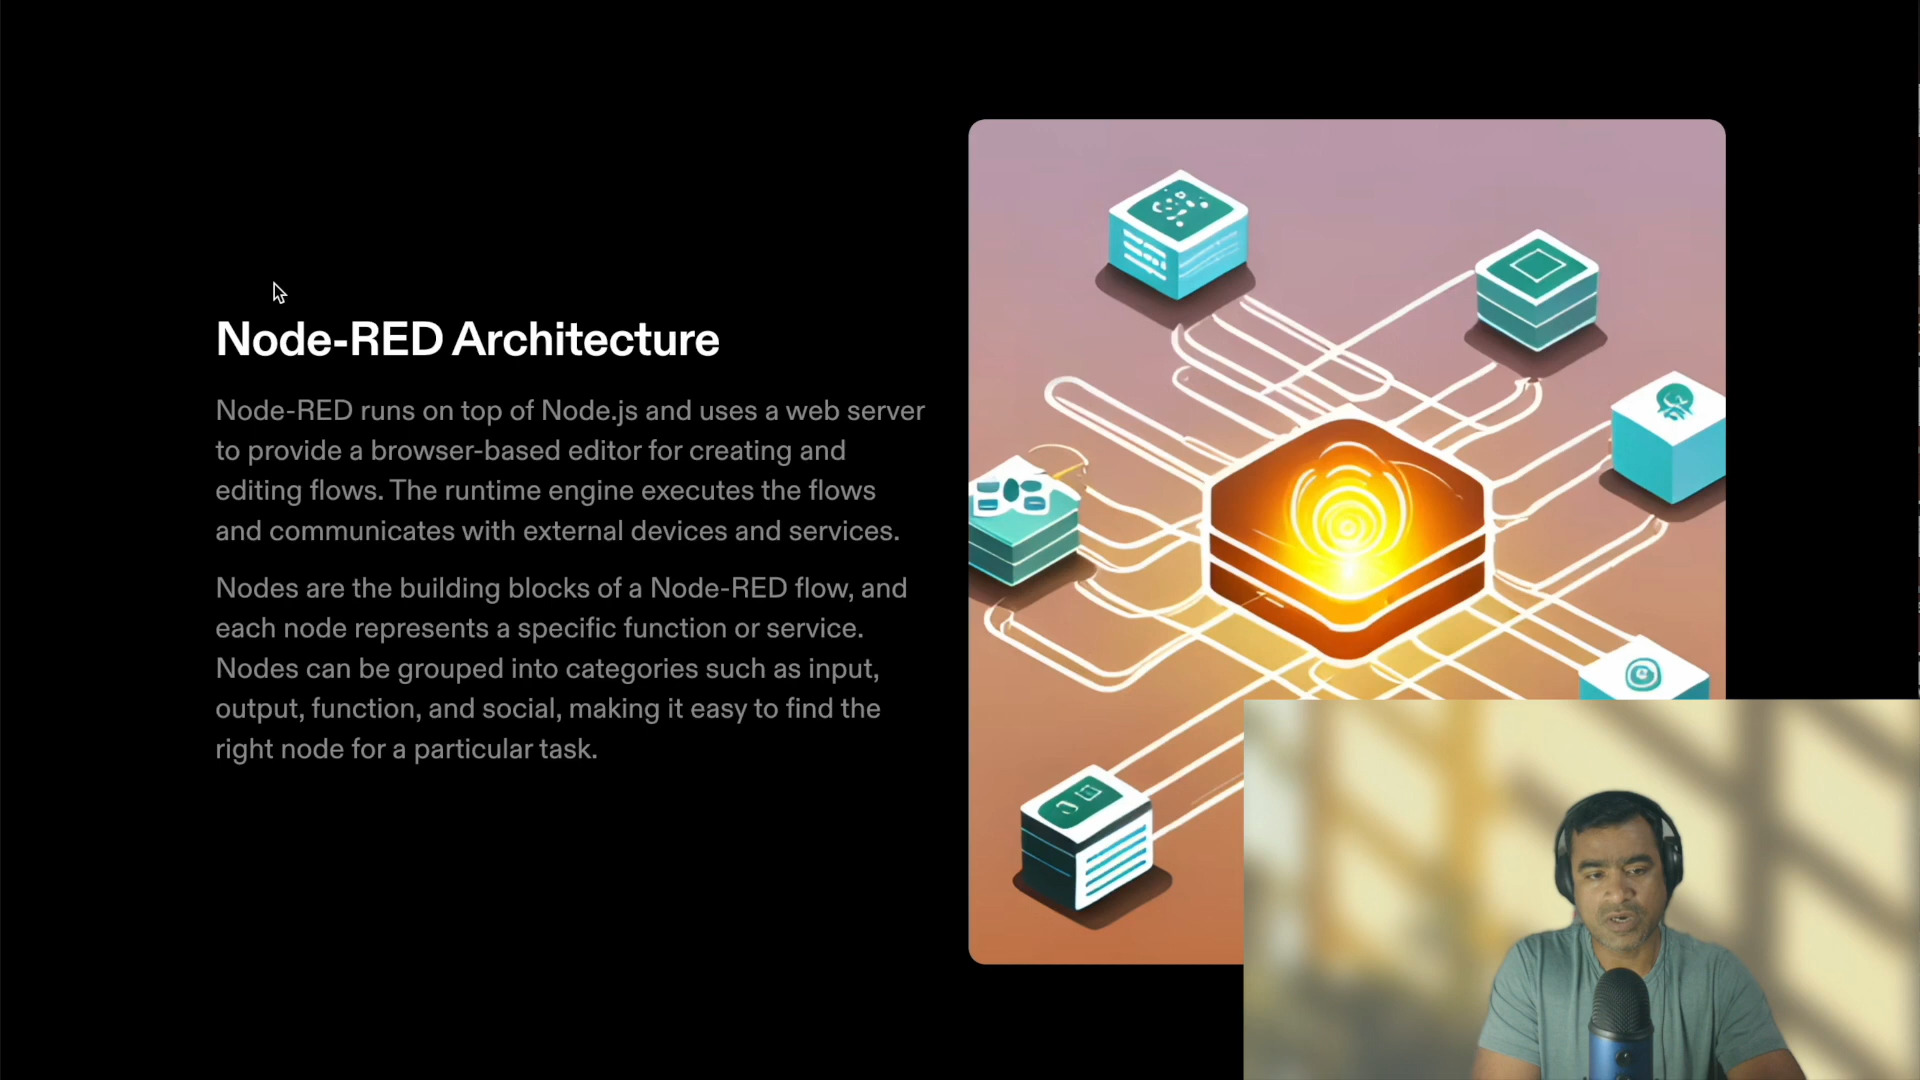 Node-RED Architecture
Node-RED runs on top of Node.js and uses a web server
to provide a browser-based editor for creating and
editing flows. The runtime engine executes the flows
and communicates with external devices and services.
Nodes are the building blocks of a Node-RED flow, and
each node represents a specific function or service.
Nodes can be grouped into categories such as input,
output, function, and social, making it easy to find the
right node for a particular task.